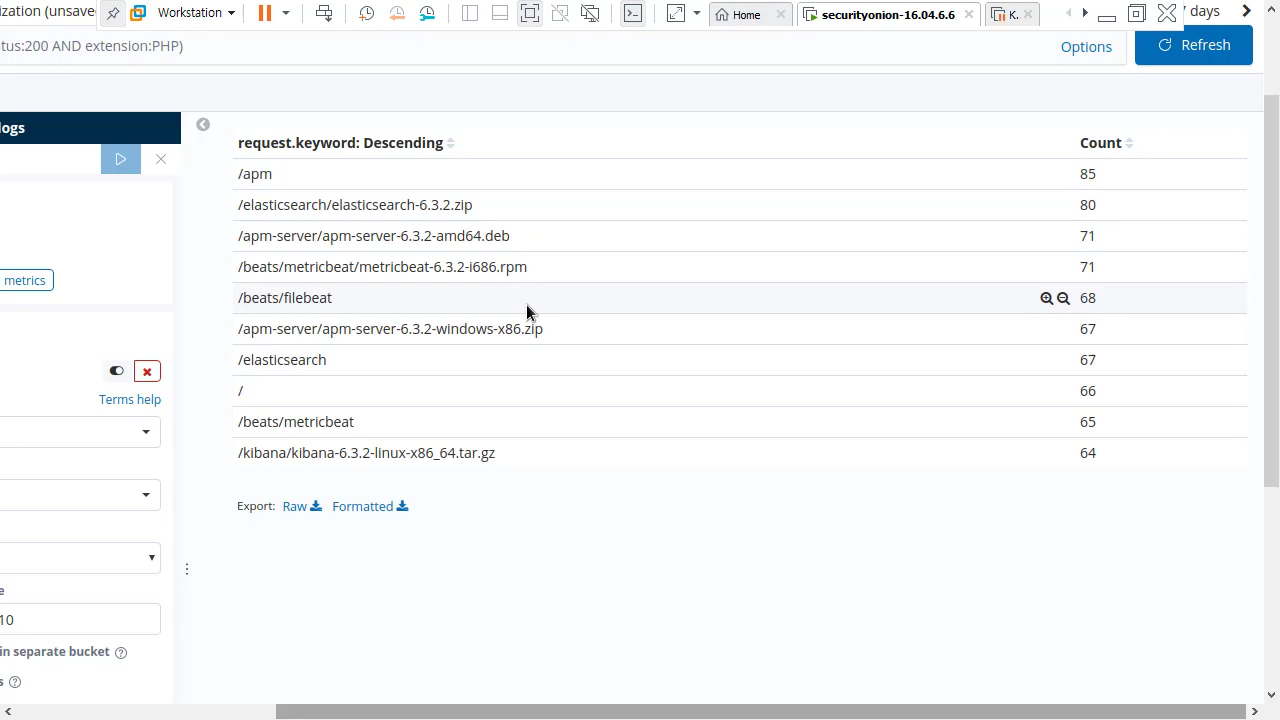 ization (unsave
Workstation
Home
securityonion-16.04.6.6
K.
7 days
tus:200 AND extension:PHP)
Options
Refresh
logs
request.keyword: Descending
Count
/apm
85
/elasticsearch/elasticsearch-6.3.2.zip
80
/apm-server/apm-server-6.3.2-amd64.deb
71
/beats/metricbeat/metricbeat-6.3.2-i686.rpm
71
metrics
/beats/filebeat
68
/apm-server/apm-server-6.3.2-windows-x86.zip
67
/elasticsearch
67
Terms help
/
66
/beats/metricbeat
65
/kibana/kibana-6.3.2-linux-x86_64.tar.gz
64
Export: Raw Formatted
e
10
in separate bucket
s